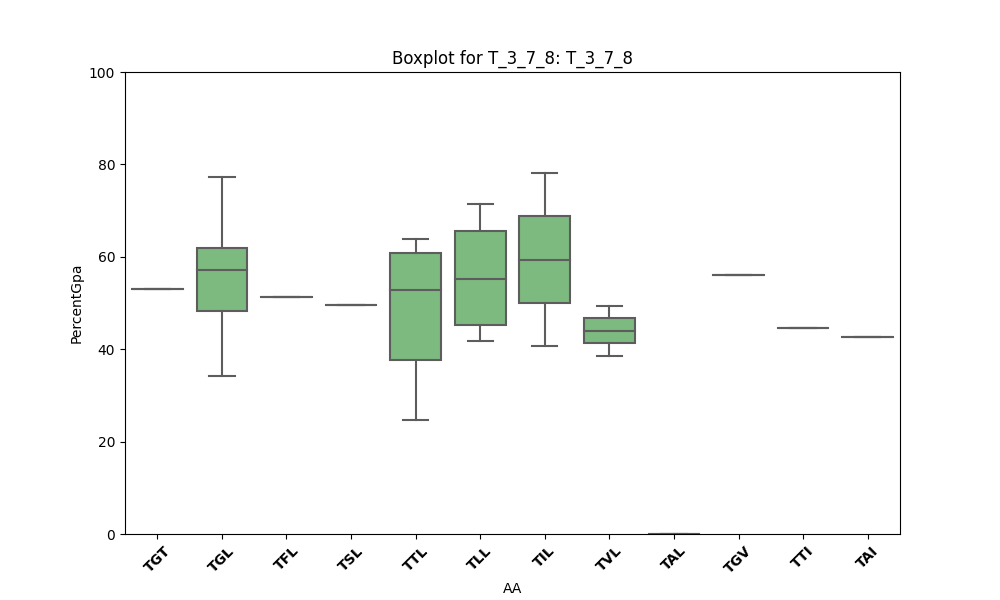 Boxplot for T_3_7_8: T_3_7_8
100
80
60
40
20
0
PercentGpa
TGT TGL TFL TSL TTL TLL TIL TVL TAL TGV TTI TAI
AA